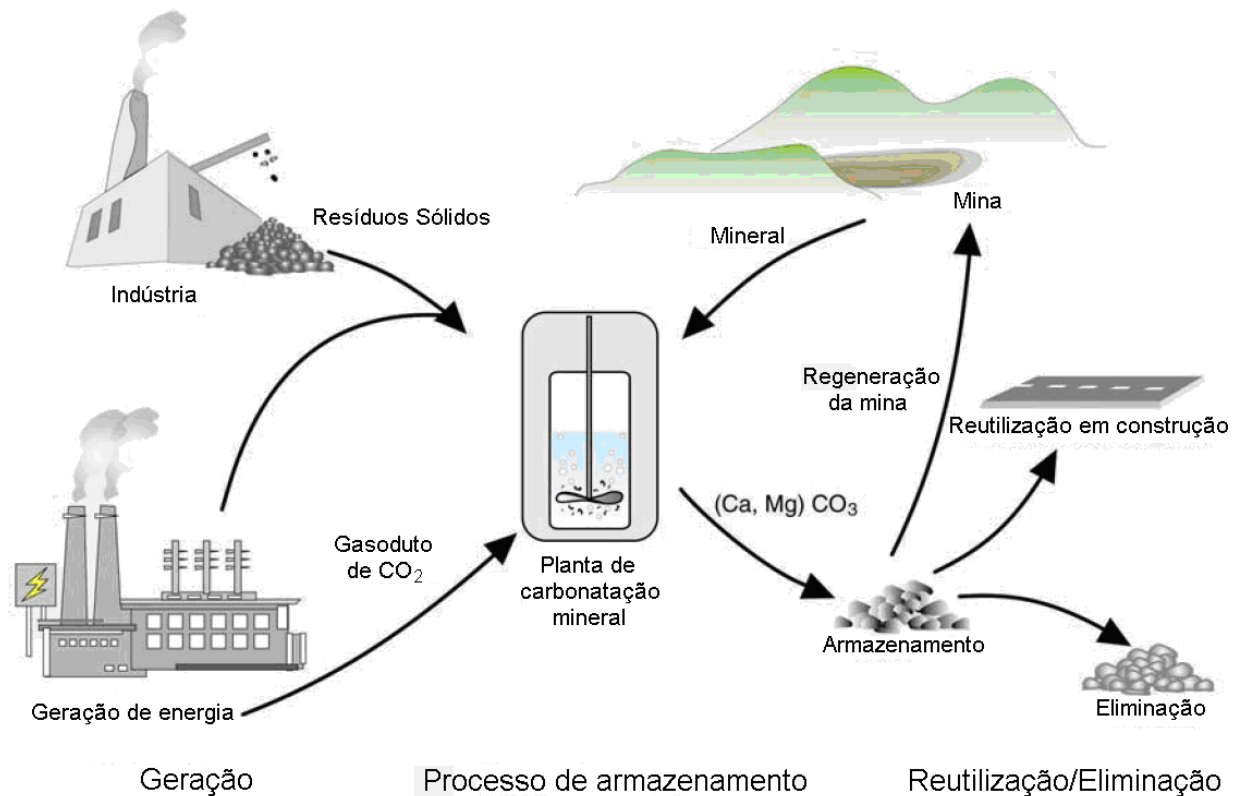 Resíduos Sólidos
Indústria
Mina
Mineral
Regeneração
da mina
Reutilização em construção
Gasoduto
de CO₂
Planta de
carbonatação
mineral
(Ca, Mg) CO₃
Armazenamento
Eliminação
Geração de energia
Geração
Processo de armazenamento
Reutilização/Eliminação